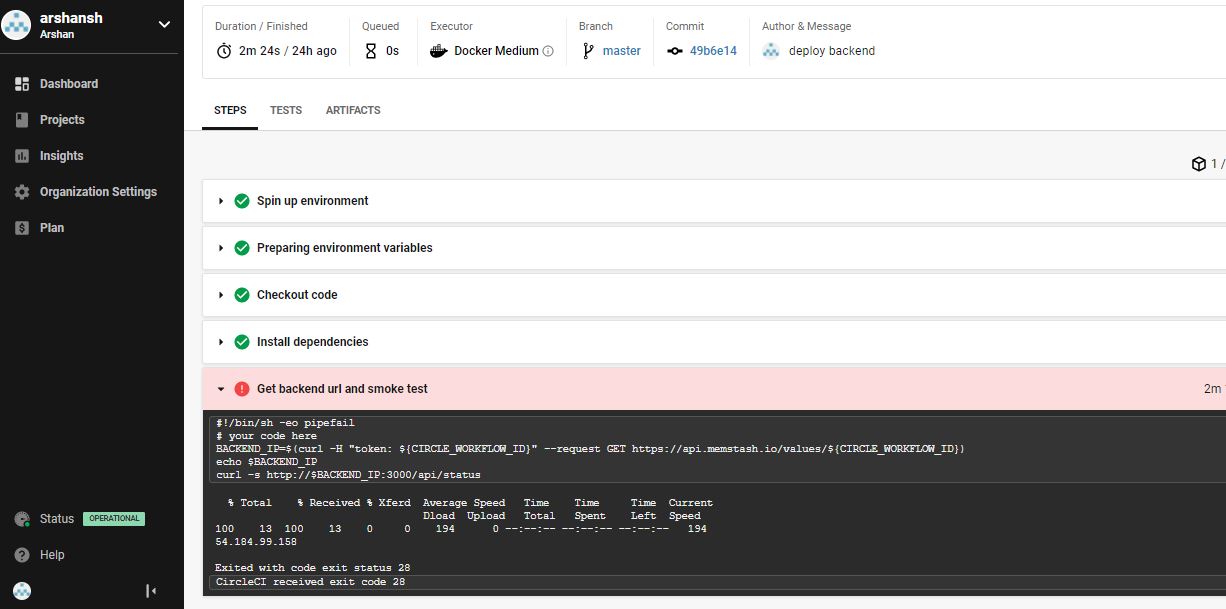 arshansh
Arshan
Dashboard
Projects
Insights
Organization Settings
Plan
Status OPERATIONAL
Help
Duration / Finished
2m 24s / 24h ago
Queued
0s
Executor
Docker Medium
Branch
master
Commit
49b6e14
Author & Message
deploy backend
STEPS TESTS ARTIFACTS
1 /
Spin up environment
Preparing environment variables
Checkout code
Install dependencies
Get backend url and smoke test 2m
#!/bin/sh -eo pipefail
# your code here
BACKEND_IP=$(curl -H "token: ${CIRCLE_WORKFLOW_ID}" --request GET https://api.memstash.io/values/${CIRCLE_WORKFLOW_ID})
echo $BACKEND_IP
curl -s http://$BACKEND_IP:3000/api/status
% Total % Received % Xferd Average Speed Time Time Time Current
Dload Upload Total Spent Left Speed
100 13 100 13 0 0 194 0 --:--:-- --:--:-- --:--:-- 194
54.184.99.158
Exited with code exit status 28
CircleCI received exit code 28